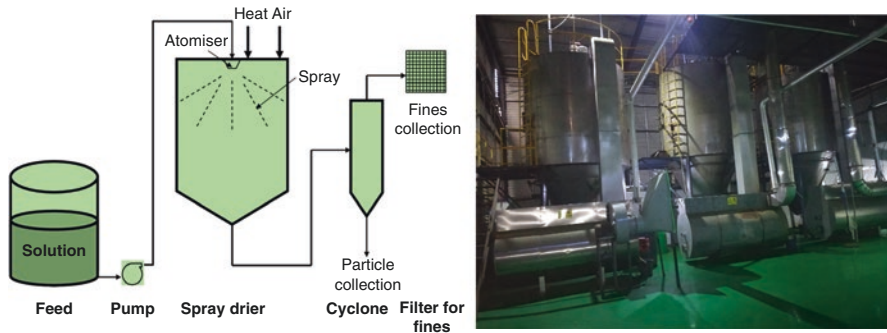 Heat Air
Atomiser
Spray
Fines
collection
Solution
Particle
collection
Feed
Pump
Spray drier
Cyclone
Filter for
fines